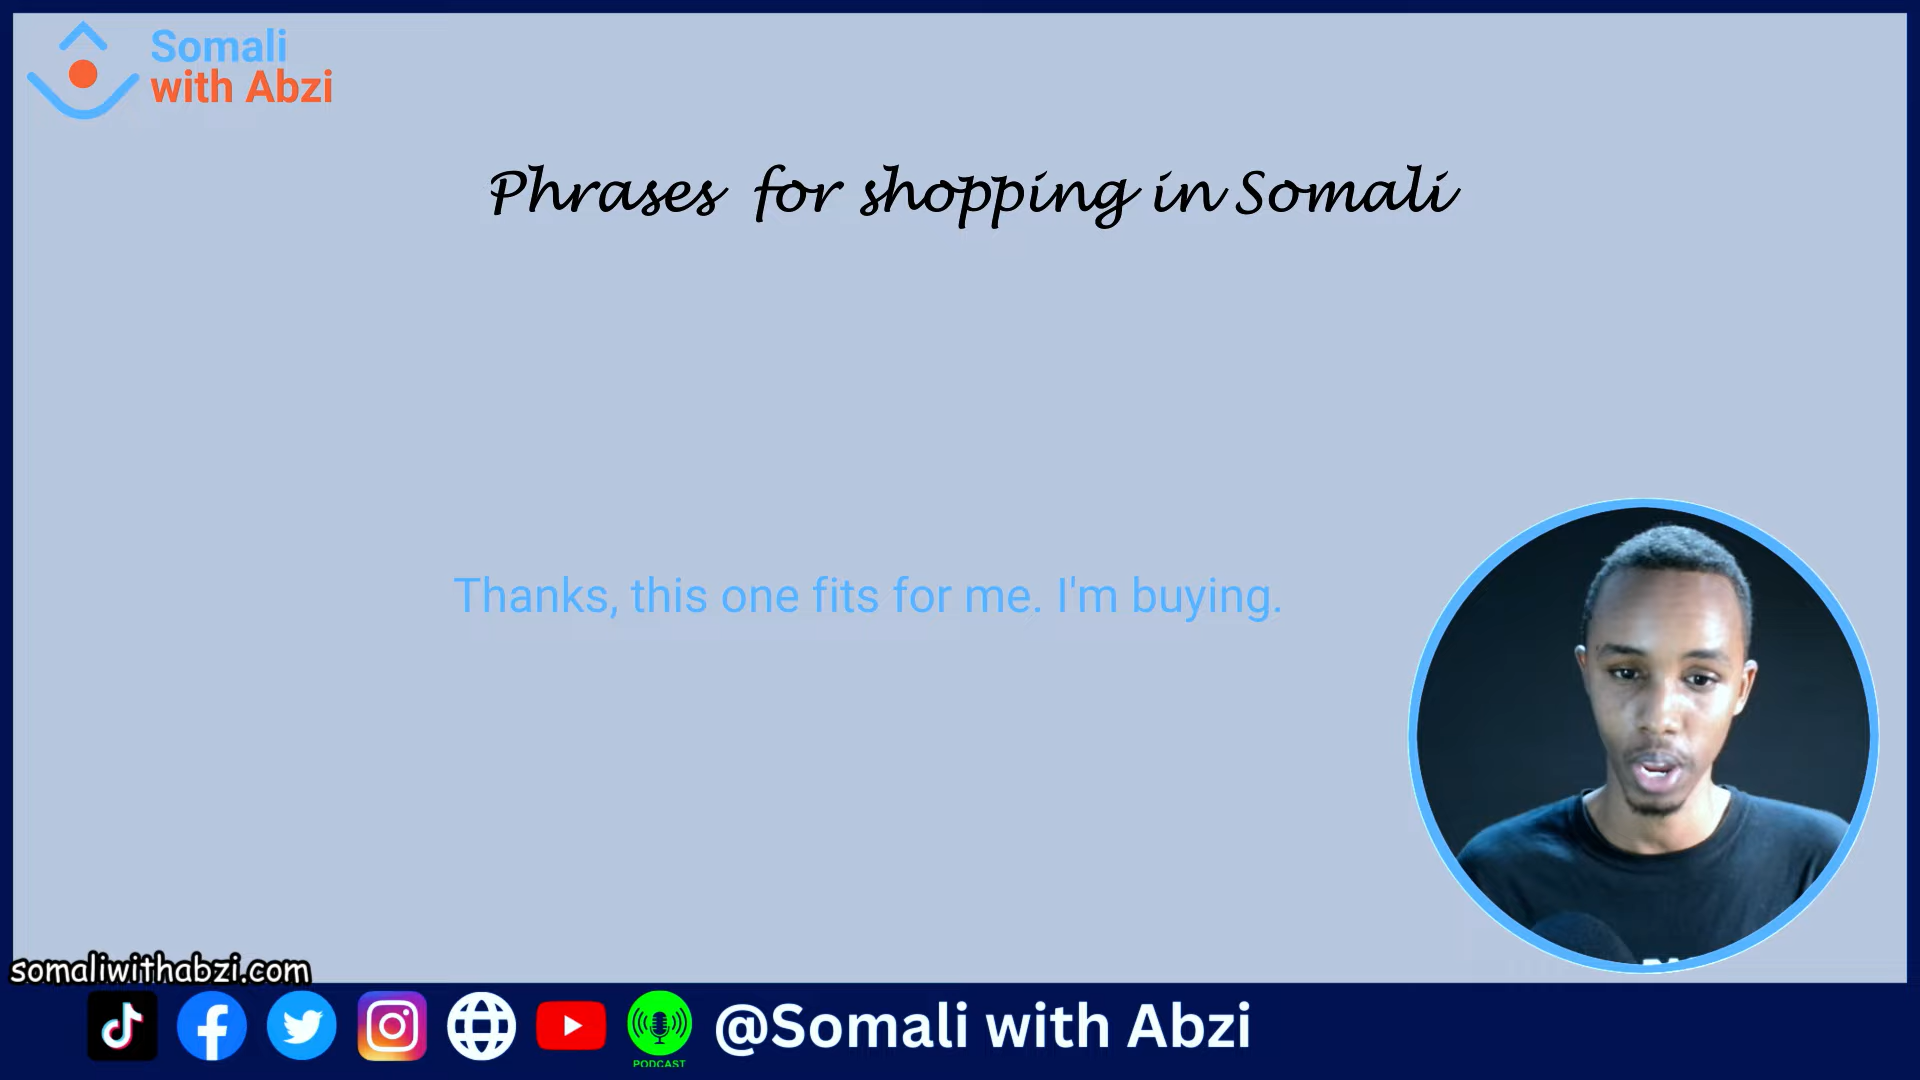 Somali
with Abzi
Phrases for shopping in Somali
Thanks, this one fits for me. I'm buying.
somaliwithabzi.com
PODCAST
@Somali with Abzi